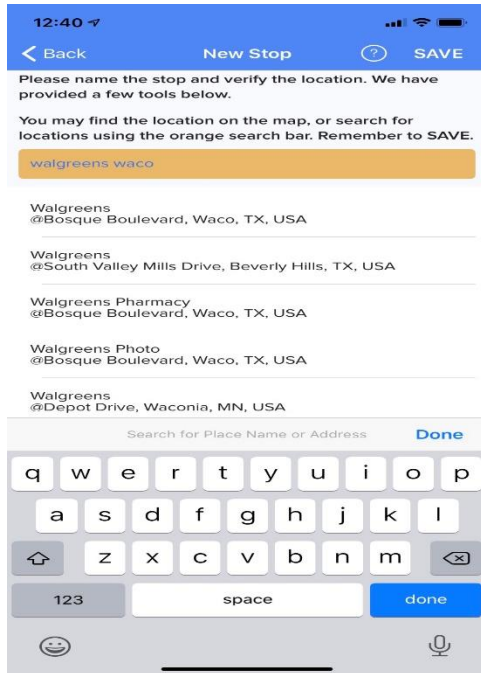 12:40
Back New Stop ? SAVE
Please name the stop and verify the location. We have
provided a few tools below.
You may find the location on the map, or search for
locations using the orange search bar. Remember to SAVE.
walgreens waco
Walgreens
@Bosque Boulevard, Waco, TX, USA
Walgreens
@South Valley Mills Drive, Beverly Hills, TX, USA
Walgreens Pharmacy
@Bosque Boulevard, Waco, TX, USA
Walgreens Photo
@Bosque Boulevard, Waco, TX, USA
Walgreens
@Depot Drive, Waconia, MN, USA
Search for Place Name or Address Done
q w e r t y u i o p
a s d f g h j k l
z x c v b n m
123 space done